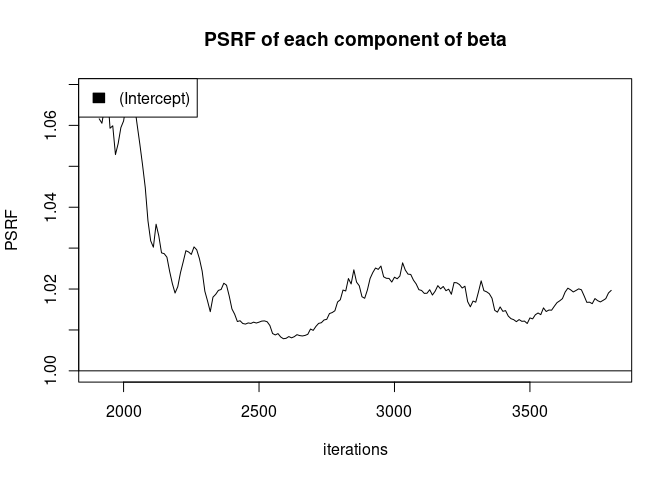 PSRF of each component of beta
(Intercept)
PSRF
1.06
1.04
1.02
1.00
2000 2500 3000 3500
iterations